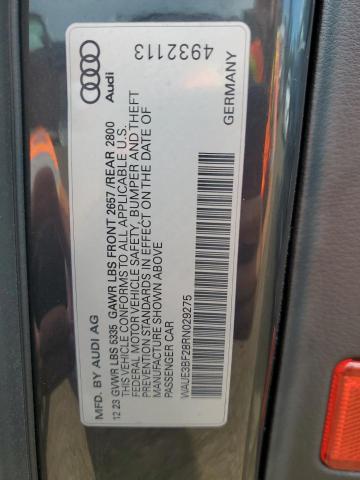 Audi
4932113
MFD. BY AUDI AG
GERMANY
12.23 GVWR LBS 5335 GAWR LBS FRONT 2657 /REAR 2800
THIS VEHICLE CONFORMS TO ALL APPLICABLE U.S.
FEDERAL MOTOR VEHICLE SAFETY, BUMPER AND THEFT
PREVENTION STANDARDS IN EFFECT ON THE DATE OF
MANUFACTURE SHOWN ABOVE
PASSENGER CAR
WAUE3BF28RN029275